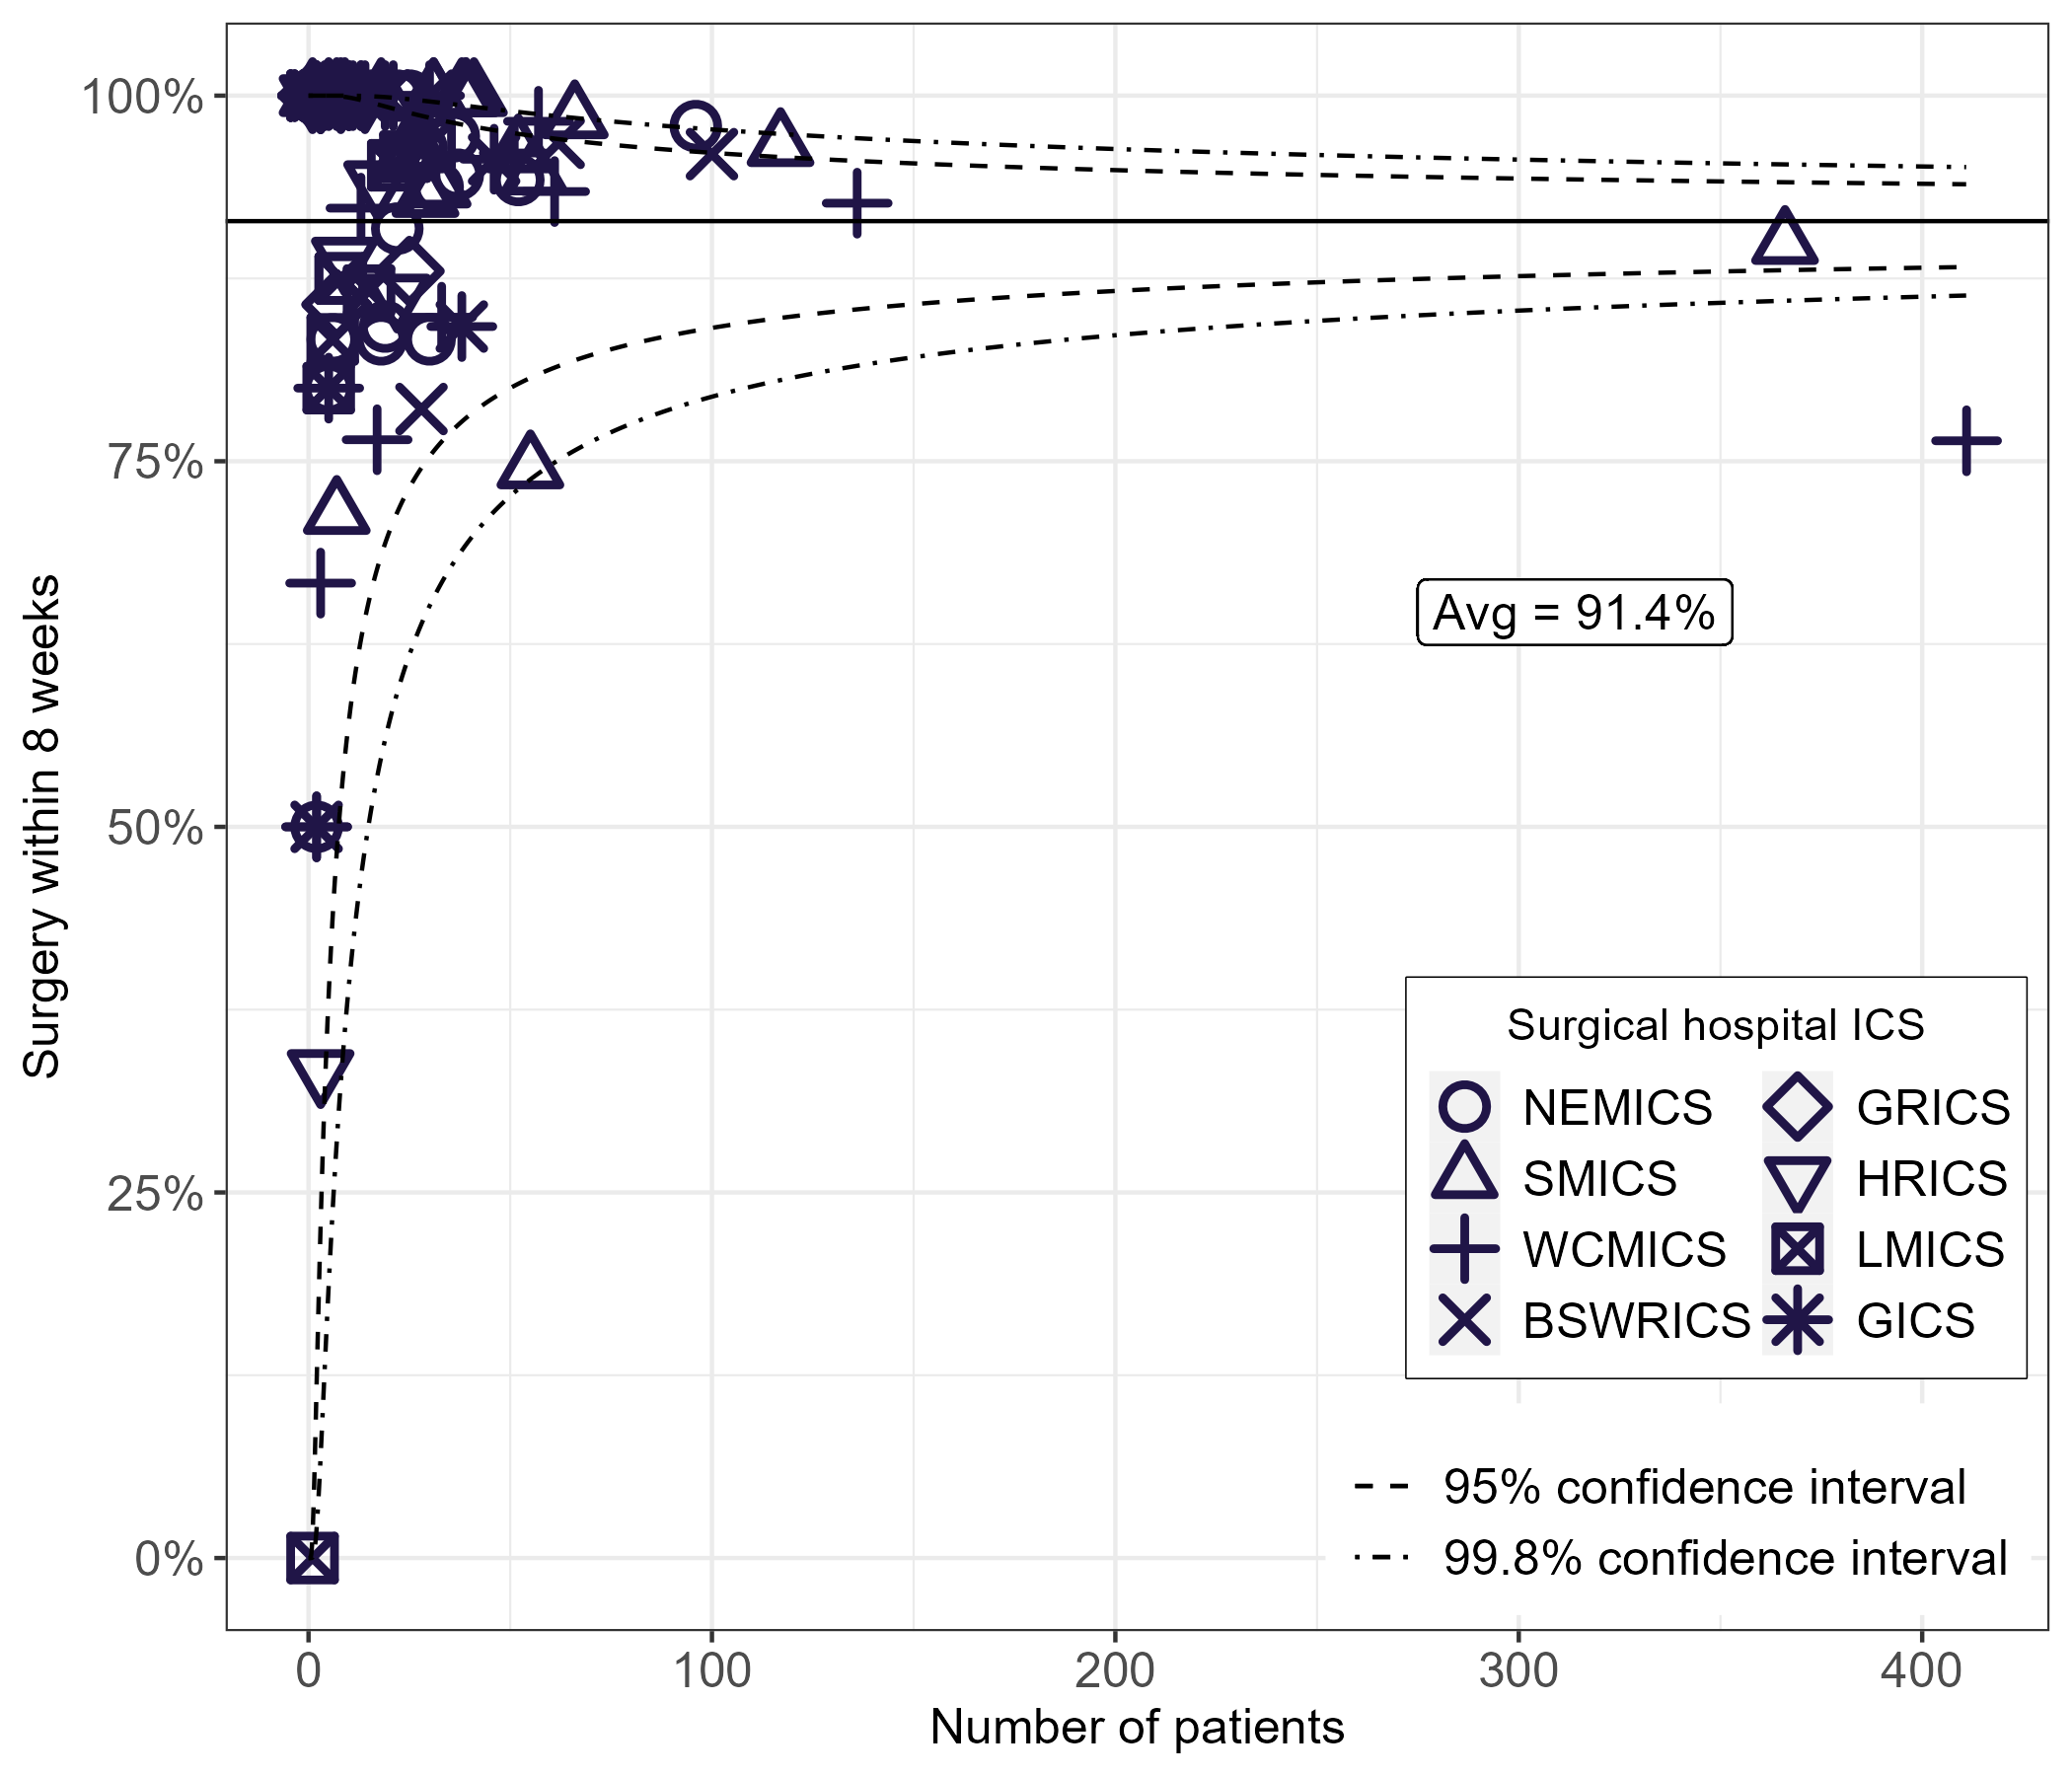 100%
75%
50%
25%
0%
Surgery within 8 weeks
Avg = 91.4%
Surgical hospital ICS
NEMICS
GRICS
SMICS
HRICS
WCMICS
LMICS
BSWRICS
GICS
95% confidence interval
99.8% confidence interval
0
100
200
300
400
Number of patients